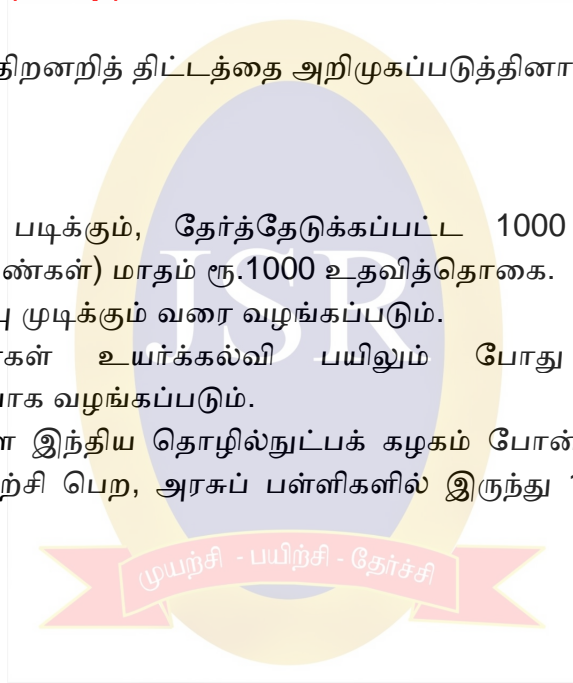 திறனறித் திட்டத்தை அறிமுகப்படுத்தினா
படிக்கும், தேர்த்தேடுக்கப்பட்ட 1000
ண்கள்) மாதம் ரூ.1000 உதவித்தொகை.
பு முடிக்கும் வரை வழங்கப்படும்.
ர்கள் உயர்க்கல்வி பயிலும் போது
யாக வழங்கப்படும்.
ள இந்திய தொழில்நுட்பக் கழகம் போன்
ற்சி பெற, அரசுப் பள்ளிகளில் இருந்து
JSR
முயற்சி - பயிற்சி - தேர்ச்சி